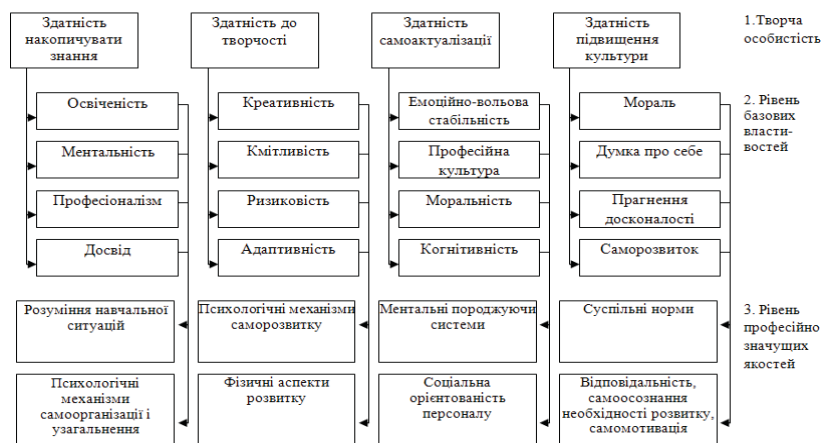 Здатність
накопичувати
знання
Здатність до
творчості
Здатність
самоактуалізації
Здатність
підвищення
культури
1.Творча
особистість
Освіченість
Креативність
Емоційно-вольова
стабільність
Мораль
2. Рівень
базових
власти-
востей
Ментальність
Кмітливість
Професійна
культура
Думка про себе
Професіоналізм
Ризиковість
Моральність
Прагнення
досконалості
Досвід
Адаптивність
Когнітивність
Саморозвиток
Розуміння навчальної
ситуацій
Психологічні механізми
саморозвитку
Ментальні породжуючи
системи
Суспільні норми
3. Рівень
професійно
значущих
якостей
Психологічні
механізми
самоорганізації і
узагальнення
Фізичні аспекти
розвитку
Соціальна
орієнтованість
персоналу
Відповідальність,
самоосознання
необхідності розвитку,
самомотивація